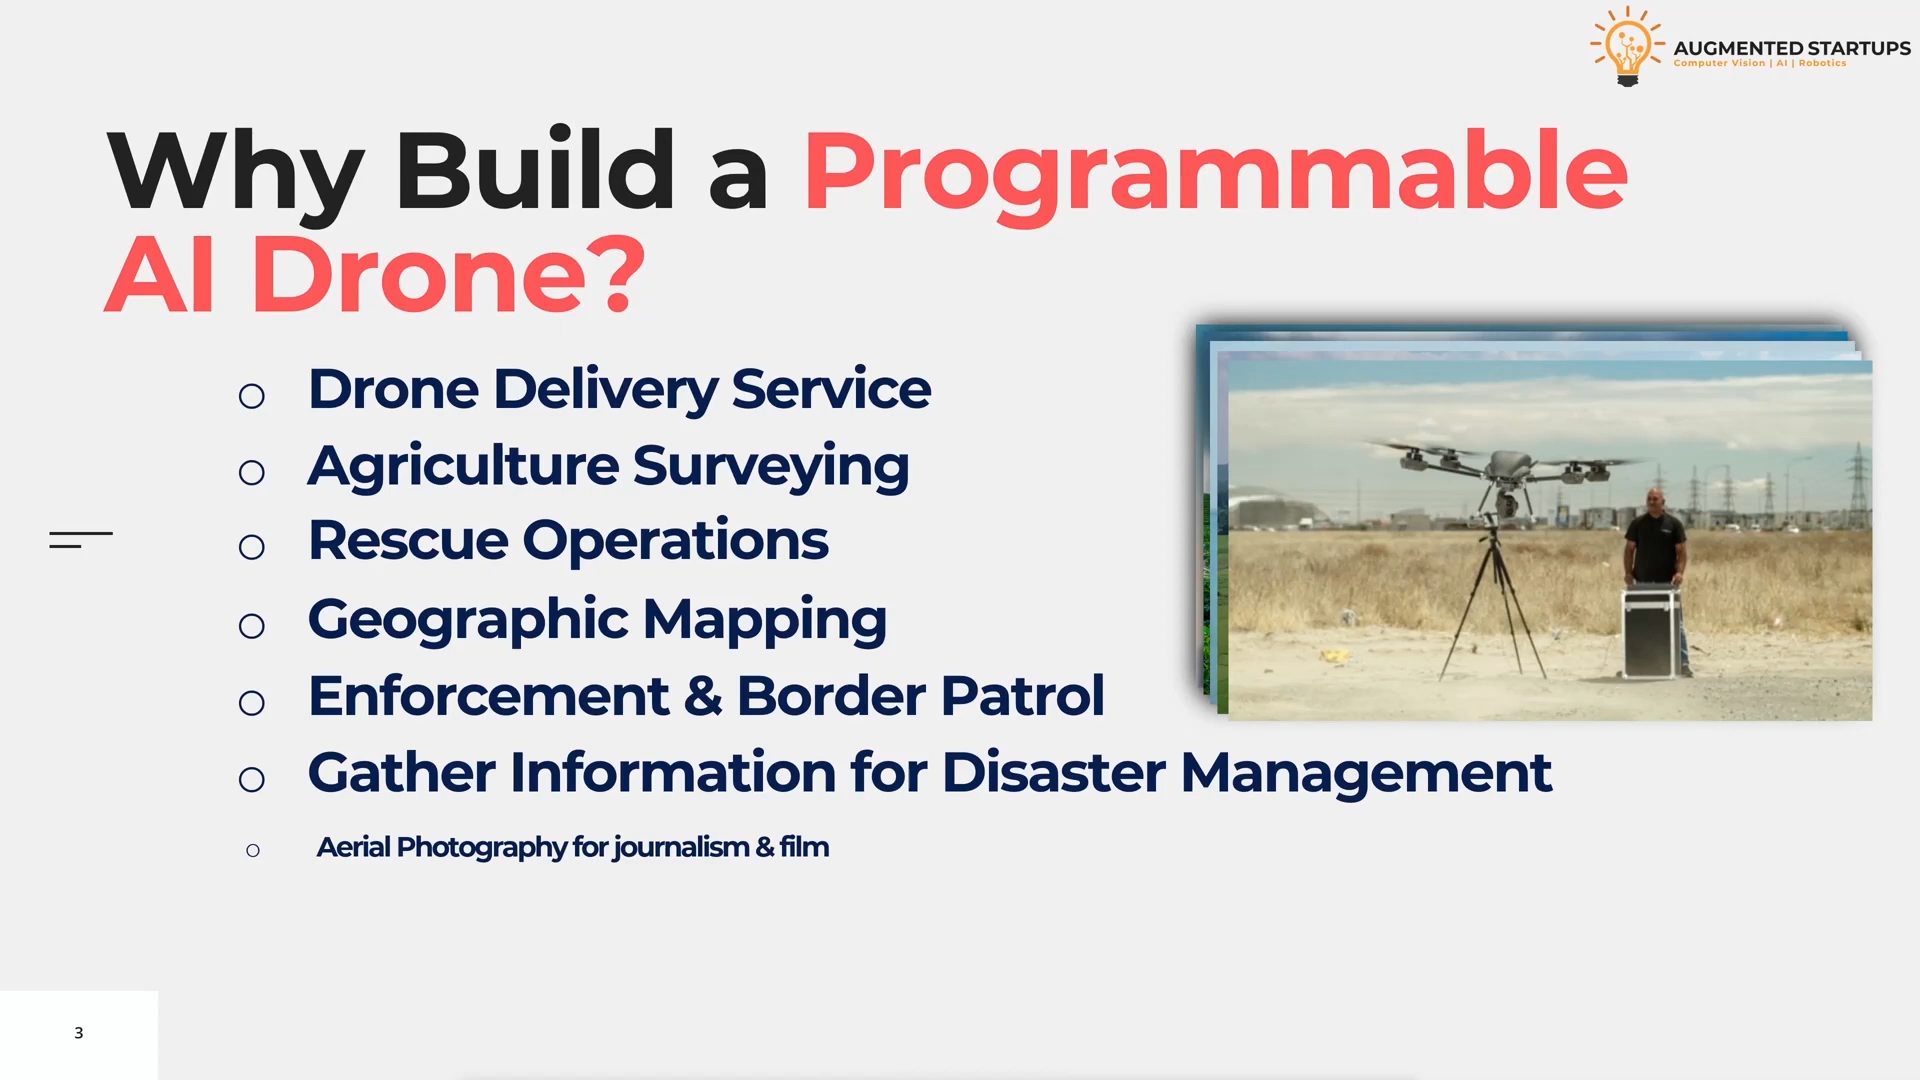 AUGMENTED STARTUPS
Computer Vision | AI | Robotics
Why Build a Programmable
AI Drone?
Drone Delivery Service
Agriculture Surveying
Rescue Operations
Geographic Mapping
Enforcement & Border Patrol
Gather Information for Disaster Management
Aerial Photography for journalism & film
3